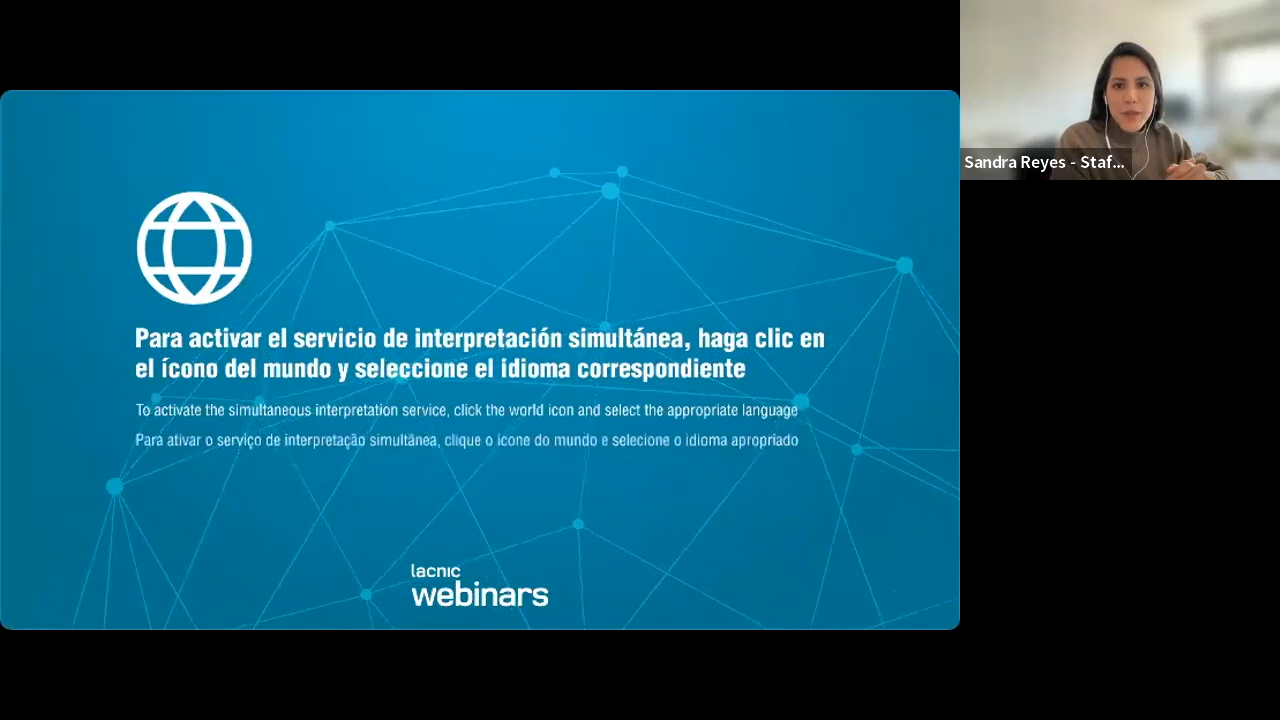 Para activar el servicio de interpretación simultánea, haga clic en
el ícono del mundo y seleccione el idioma correspondiente
To activate the simultaneous interpretation service, click the world icon and select the appropriate language
Para ativar o serviço de interpretação simultânea, clique o ícone do mundo e selecione o idioma apropriado
lacnic
webinars
Sandra Reyes - Staf...